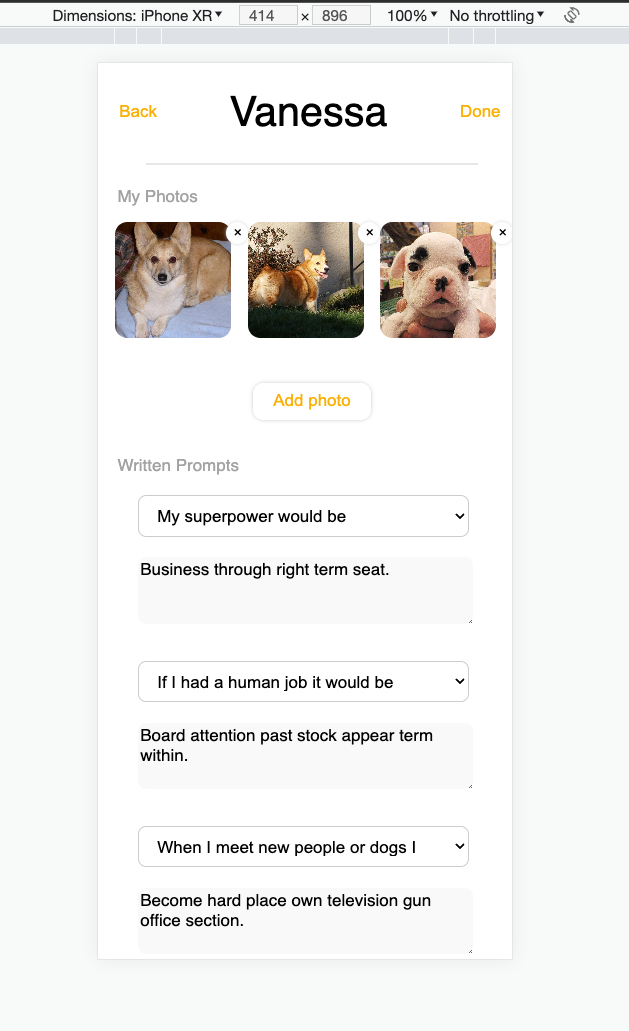 Dimensions: iPhone XR ▾ 414 × 896 100% ▾ No throttling ▾
Back Vanessa Done
My Photos
× × ×
Add photo
Written Prompts
My superpower would be
Business through right term seat.
If I had a human job it would be
Board attention past stock appear term
within.
When I meet new people or dogs I
Become hard place own television gun
office section.